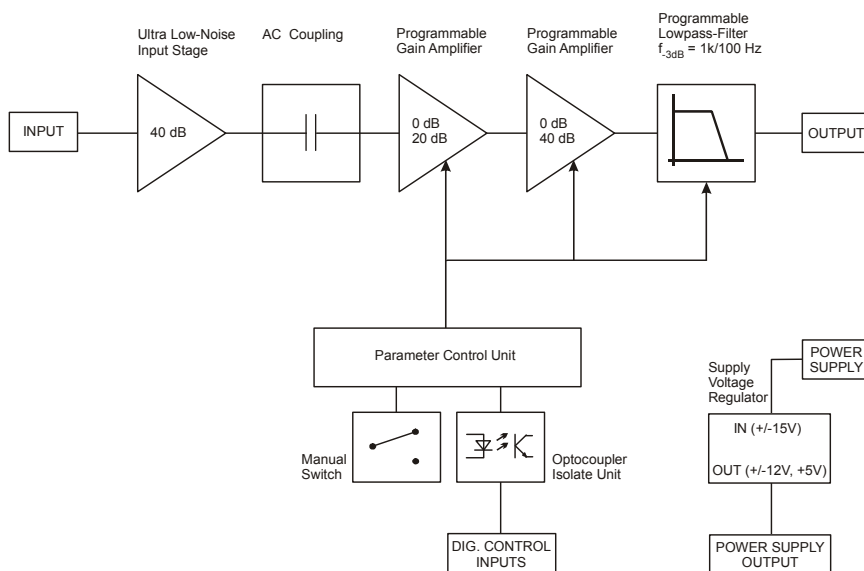 Ultra Low-Noise
Input Stage
AC Coupling
Programmable
Gain Amplifier
Programmable
Gain Amplifier
Programmable
Lowpass-Filter
f-3dB = 1k/100 Hz
INPUT
40 dB
0 dB
20 dB
0 dB
40 dB
OUTPUT
Parameter Control Unit
Manual
Switch
Optocoupler
Isolate Unit
DIG. CONTROL
INPUTS
POWER
SUPPLY
Supply
Voltage
Regulator
IN (+/-15V)
OUT (+/-12V, +5V)
POWER SUPPLY
OUTPUT